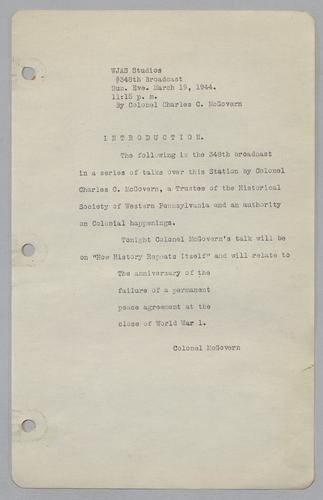 WJAS Studios
#348th Broadcast
Sun. Eve. March 19, 1944.
11:15 p. m.
By Colonel Charles C. McGovern
INTRODUCTION.
The following is the 348th broadcast
in a series of talks over this Station by Colonel
Charles C. McGovern, a Trustee of the Historical
Society of Western Pennsylvania and an authority
on Colonial happenings.
Tonight Colonel McGovern's talk will be
on "How History Repeats Itself" and will relate to
The anniversary of the
failure of a permanent
peace agreement at the
close of World War 1.
Colonel McGovern